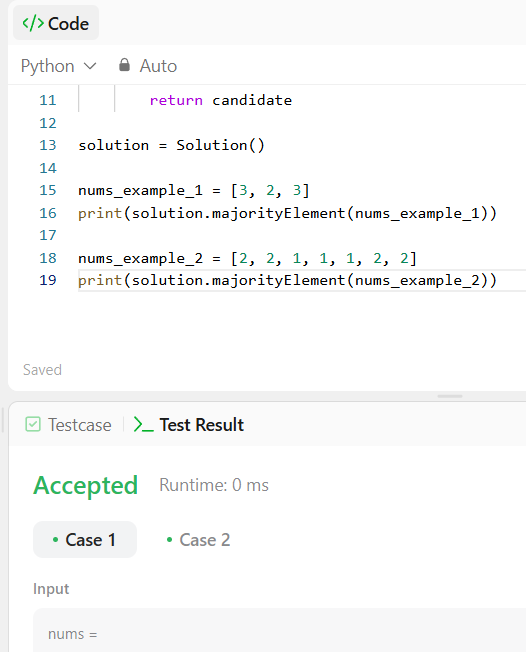 </> Code
Python Auto
11 return candidate
12
13 solution = Solution()
14
15 nums_example_1 = [3, 2, 3]
16 print(solution.majorityElement(nums_example_1))
17
18 nums_example_2 = [2, 2, 1, 1, 1, 2, 2]
19 print(solution.majorityElement(nums_example_2))
Saved
Testcase >_ Test Result
Accepted Runtime: 0 ms
• Case 1 • Case 2
Input
nums =